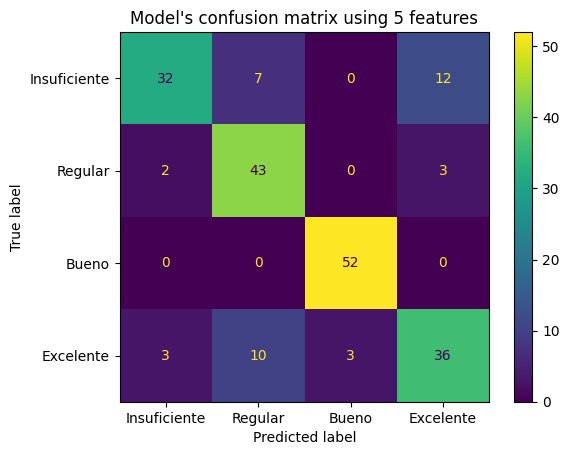 Model's confusion matrix using 5 features
True label
Insuficiente 32 7 0 12
Regular 2 43 0 3
Bueno 0 0 52 0
Excelente 3 10 3 36
Insuficiente Regular Bueno Excelente
Predicted label
50
40
30
20
10
0